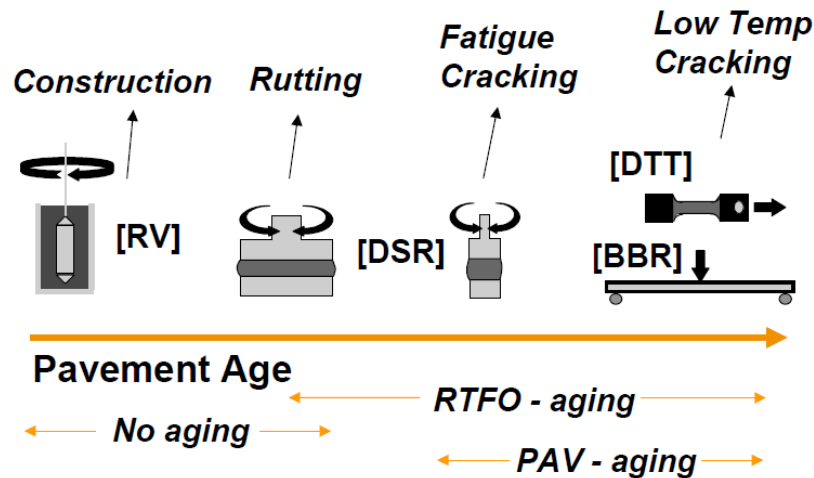 Construction
Rutting
Fatigue
Cracking
Low Temp
Cracking
[RV]
[DSR]
[DTT]
[BBR]
Pavement Age
RTFO - aging
No aging
PAV - aging